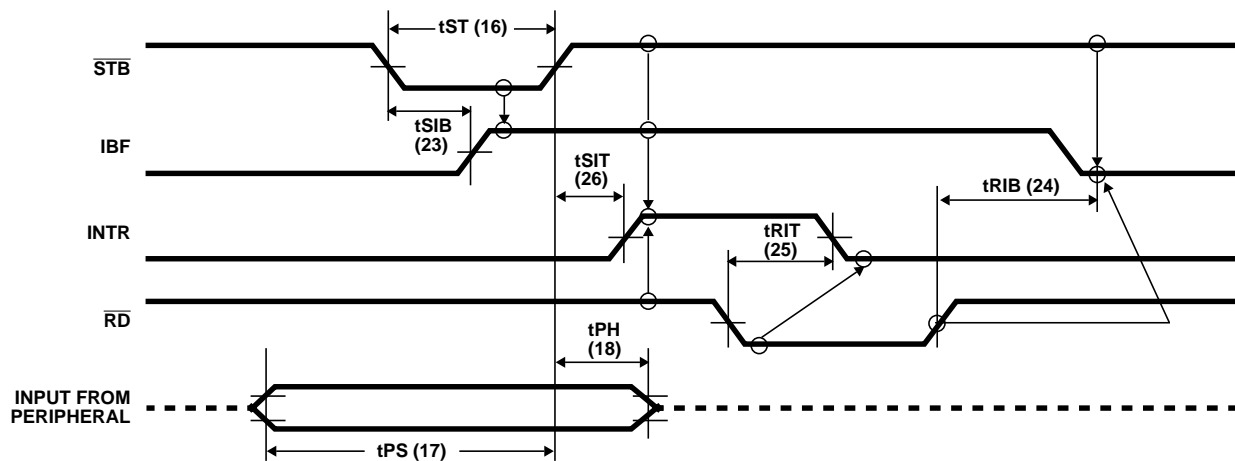 tST (16)
STB
tSIB
(23)
IBF
tSIT
(26)
tRIB (24)
INTR
tRIT
(25)
RD
tPH
(18)
INPUT FROM
PERIPHERAL
tPS (17)